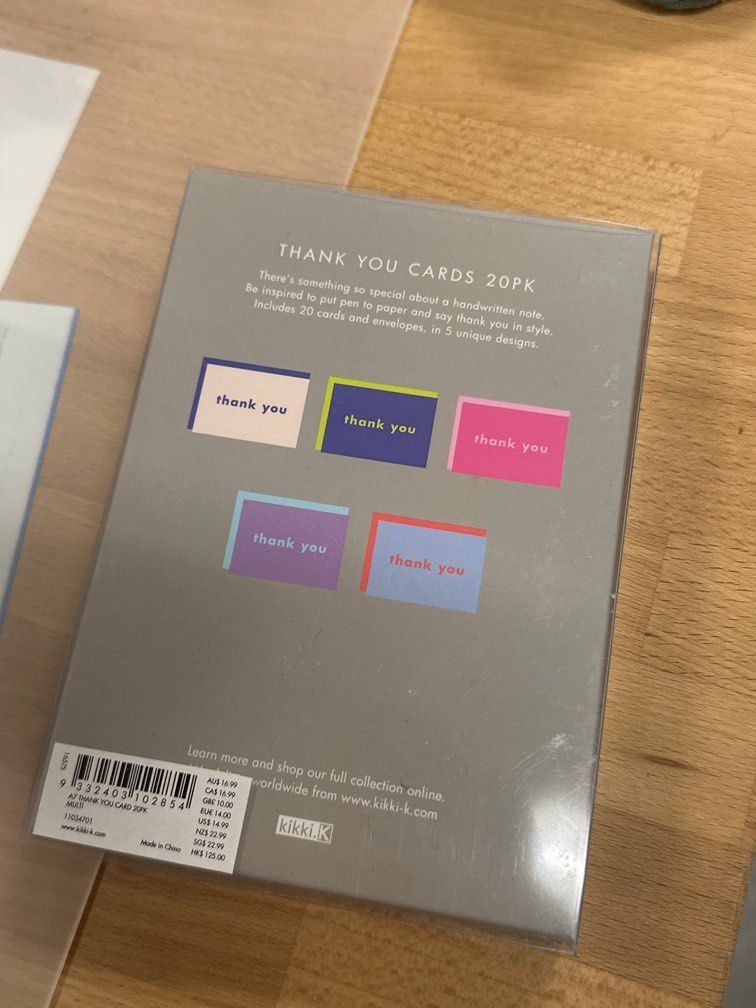 THANK YOU CARDS 20PK
There's something so special about a handwritten note.
Be inspired to put pen to paper and say thank you in style.
Includes 20 cards and envelopes, in 5 unique designs.
thank you
thank you
thank you
thank you
thank you
Learn more and shop our full collection online.
worldwide from www.kikki-k.com
kikki.K
16575
9 332403 102854
A7 THANK YOU CARD 20PK
MULTI
11034701
www.kikki-k.com
Made in China
AU$ 16.99
CA$ 16.99
GB£ 10.00
EU€ 14.00
US$ 14.99
NZ$ 22.99
SG$ 22.99
HK$ 125.00